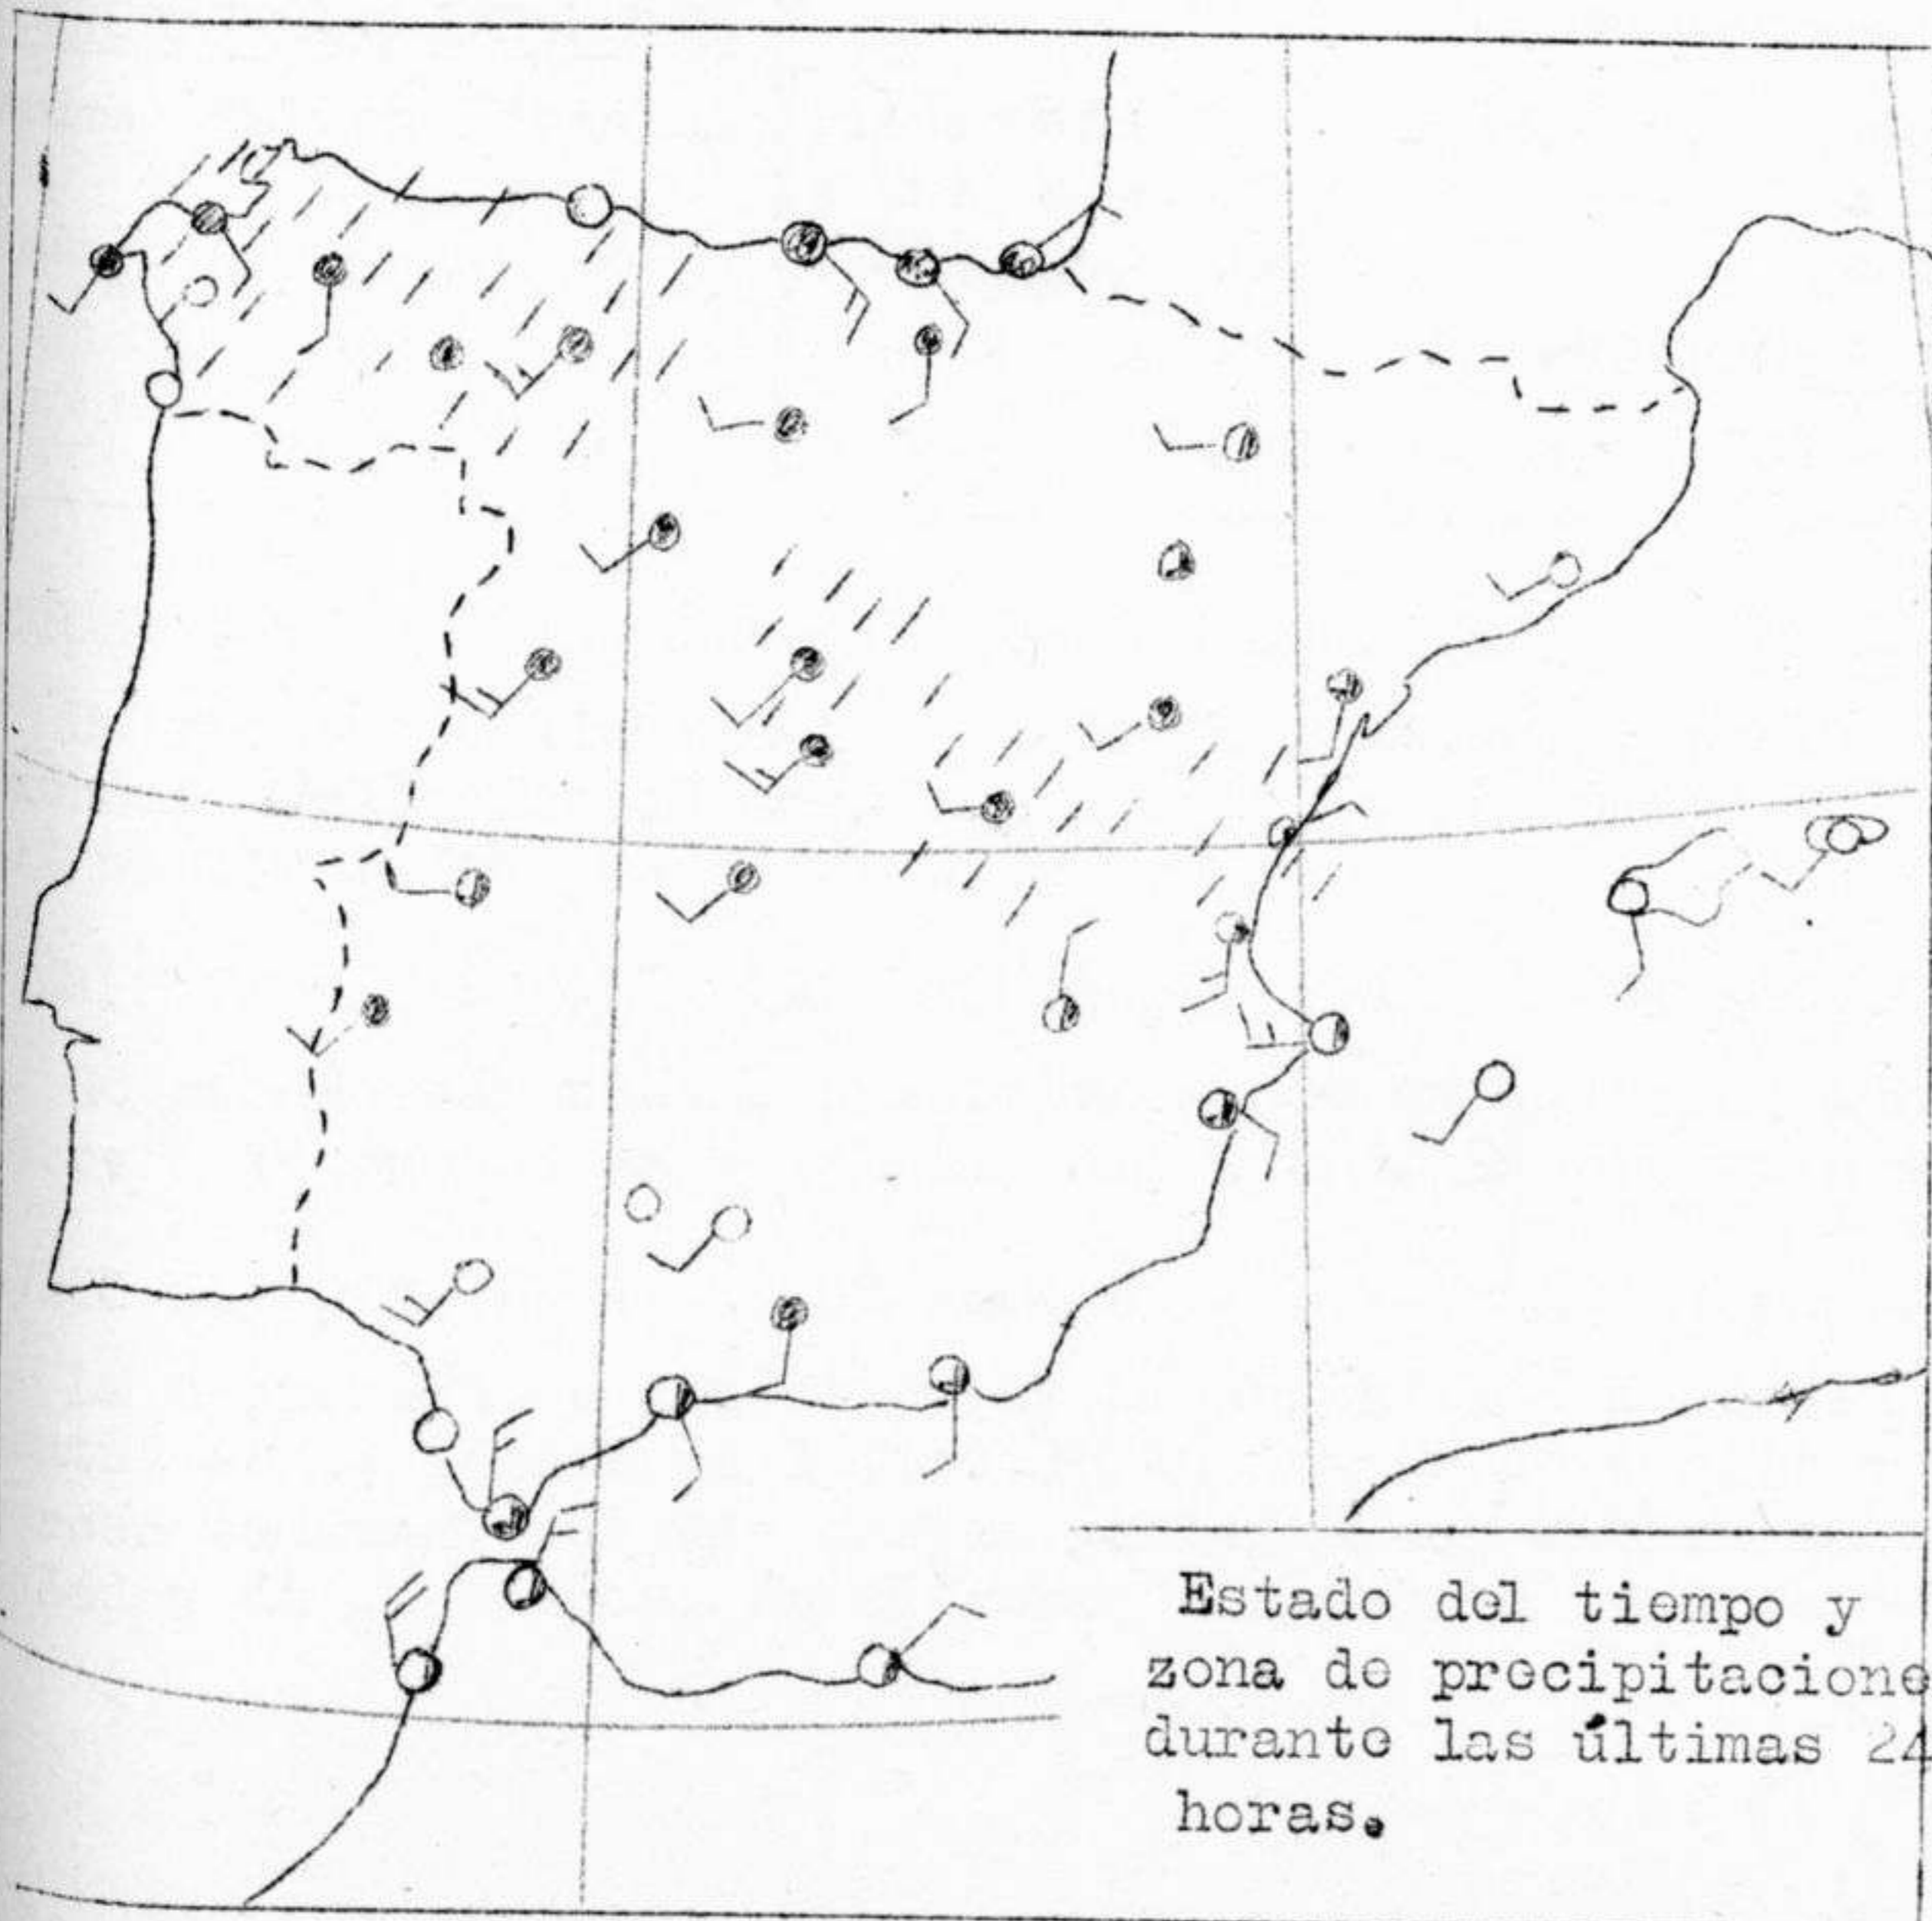 Estado del tiempo y
zona de precipitacione
durante las últimas 24
horas.